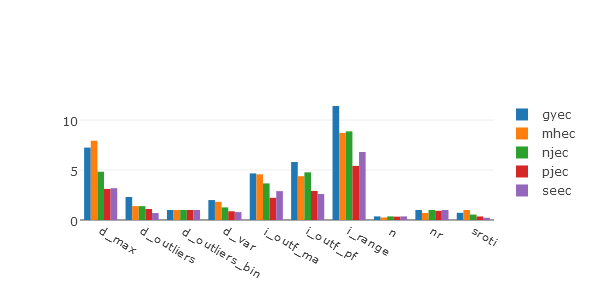 10
5
0
d_max
d_outliers
d_outliers_bin
d_var
i_outf_ma
i_outf_pf
i_range
n
nr
sroti
gyec
mhec
njec
pjec
seec